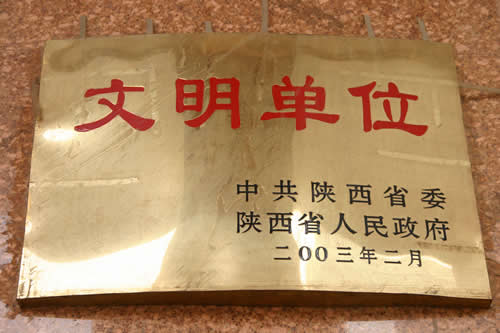 文明单位
中共陕西省委
陕西省人民政府
二00三年二月